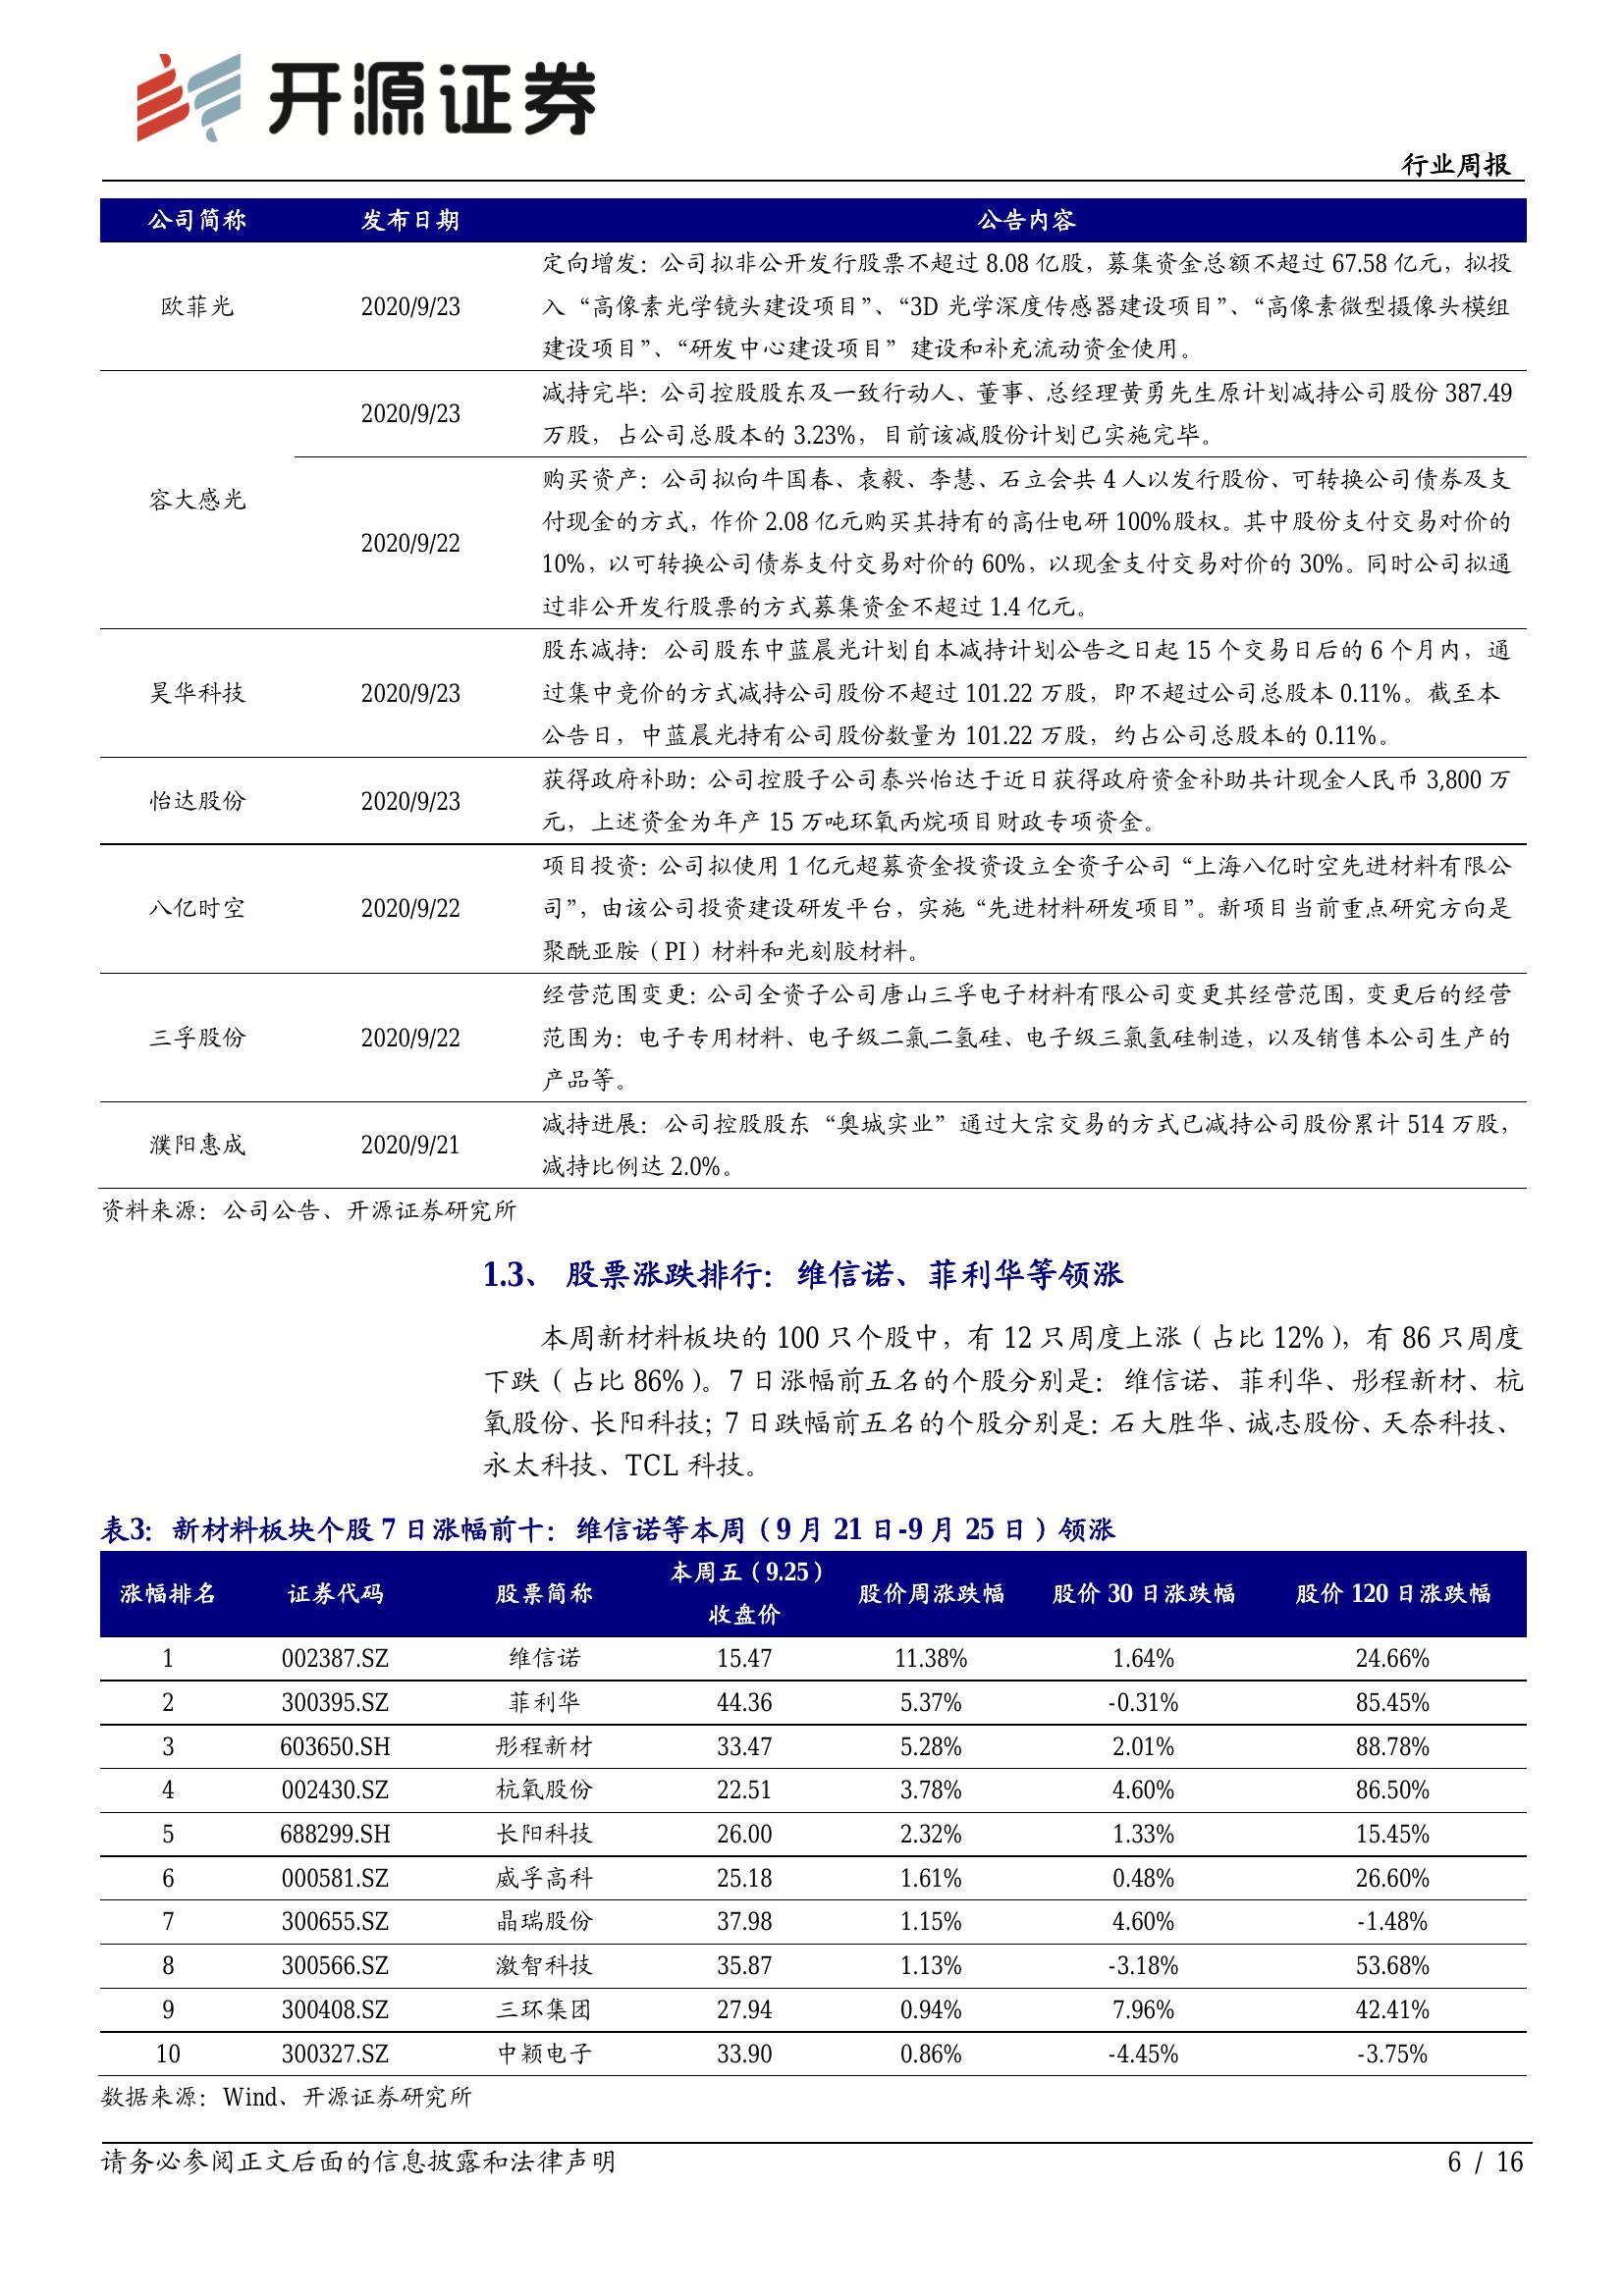 开源证券
行业周报
公司简称 发布日期 公告内容
欧菲光 2020/9/23 定向增发：公司拟非公开发行股票不超过 8.08 亿股，募集资金总额不超过 67.58 亿元，拟投
入“高像素光学镜头建设项目”、“3D 光学深度传感器建设项目”、“高像素微型摄像头模组
建设项目”、“研发中心建设项目” 建设和补充流动资金使用。
容大感光 2020/9/23 减持完毕：公司控股股东及一致行动人、董事、总经理黄勇先生原计划减持公司股份 387.49
万股，占公司总股本的 3.23%，目前该减股份计划已实施完毕。
2020/9/22 购买资产：公司拟向牛国春、袁毅、李慧、石立会共 4 人以发行股份、可转换公司债券及支
付现金的方式，作价 2.08 亿元购买其持有的高仕电研 100%股权。其中股份支付交易对价的
10%，以可转换公司债券支付交易对价的 60%，以现金支付交易对价的 30%。同时公司拟通
过非公开发行股票的方式募集资金不超过 1.4 亿元。
昊华科技 2020/9/23 股东减持：公司股东中蓝晨光计划自本减持计划公告之日起 15 个交易日后的 6 个月内，通
过集中竞价的方式减持公司股份不超过 101.22 万股，即不超过公司总股本 0.11%。截至本
公告日，中蓝晨光持有公司股份数量为 101.22 万股，约占公司总股本的 0.11%。
怡达股份 2020/9/23 获得政府补助：公司控股子公司泰兴怡达于近日获得政府资金补助共计现金人民币 3,800 万
元，上述资金为年产 15 万吨环氧丙烷项目财政专项资金。
八亿时空 2020/9/22 项目投资：公司拟使用 1 亿元超募资金投资设立全资子公司“上海八亿时空先进材料有限公
司”，由该公司投资建设研发平台，实施“先进材料研发项目”。新项目当前重点研究方向是
聚酰亚胺（PI）材料和光刻胶材料。
三孚股份 2020/9/22 经营范围变更：公司全资子公司唐山三孚电子材料有限公司变更其经营范围，变更后的经营
范围为：电子专用材料、电子级二氯二氢硅、电子级三氯氢硅制造，以及销售本公司生产的
产品等。
濮阳惠成 2020/9/21 减持进展：公司控股股东“奥城实业”通过大宗交易的方式已减持公司股份累计 514 万股，
减持比例达 2.0%。
资料来源：公司公告、开源证券研究所
1.3、 股票涨跌排行：维信诺、菲利华等领涨
本周新材料板块的 100 只个股中，有 12 只周度上涨（占比 12%），有 86 只周度
下跌（占比 86%）。7 日涨幅前五名的个股分别是：维信诺、菲利华、彤程新材、杭
氧股份、长阳科技；7 日跌幅前五名的个股分别是：石大胜华、诚志股份、天奈科技、
永太科技、TCL 科技。
表3：新材料板块个股 7 日涨幅前十：维信诺等本周（9 月 21 日-9 月 25 日）领涨
涨幅排名 证券代码 股票简称 本周五（9.25）收盘价 股价周涨跌幅 股价 30 日涨跌幅 股价 120 日涨跌幅
1 002387.SZ 维信诺 15.47 11.38% 1.64% 24.66%
2 300395.SZ 菲利华 44.36 5.37% -0.31% 85.45%
3 603650.SH 彤程新材 33.47 5.28% 2.01% 88.78%
4 002430.SZ 杭氧股份 22.51 3.78% 4.60% 86.50%
5 688299.SH 长阳科技 26.00 2.32% 1.33% 15.45%
6 000581.SZ 威孚高科 25.18 1.61% 0.48% 26.60%
7 300655.SZ 晶瑞股份 37.98 1.15% 4.60% -1.48%
8 300566.SZ 激智科技 35.87 1.13% -3.18% 53.68%
9 300408.SZ 三环集团 27.94 0.94% 7.96% 42.41%
10 300327.SZ 中颖电子 33.90 0.86% -4.45% -3.75%
数据来源：Wind、开源证券研究所
请务必参阅正文后面的信息披露和法律声明 6 / 16